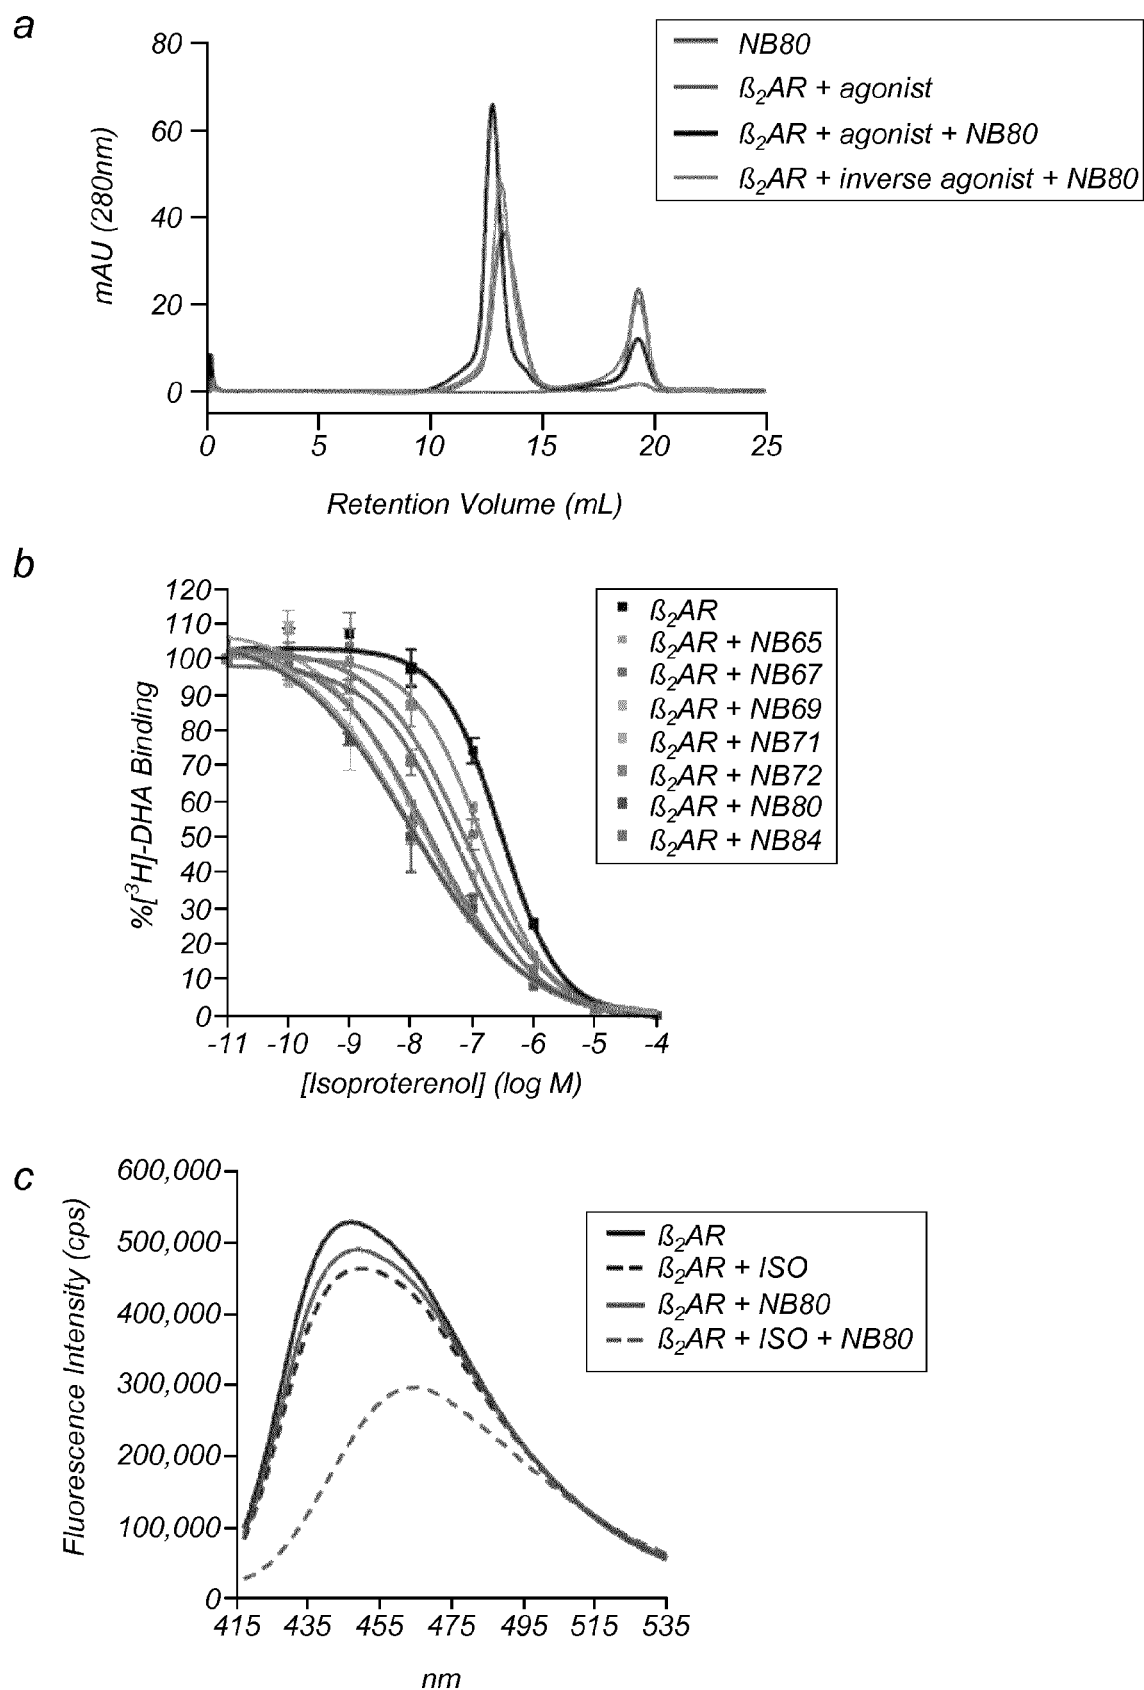 a
80
60
40
20
0
mAU (280nm)
0 5 10 15 20 25
Retention Volume (mL)
NB80
ß₂AR + agonist
ß₂AR + agonist + NB80
ß₂AR + inverse agonist + NB80
b
120
110
100
90
80
70
60
50
40
30
20
10
0
%[³H]-DHA Binding
-11 -10 -9 -8 -7 -6 -5 -4
[Isoproterenol] (log M)
ß₂AR
ß₂AR + NB65
ß₂AR + NB67
ß₂AR + NB69
ß₂AR + NB71
ß₂AR + NB72
ß₂AR + NB80
ß₂AR + NB84
c
600,000
500,000
400,000
300,000
200,000
100,000
0
Fluorescence Intensity (cps)
415 435 455 475 495 515 535
nm
ß₂AR
ß₂AR + ISO
ß₂AR + NB80
ß₂AR + ISO + NB80